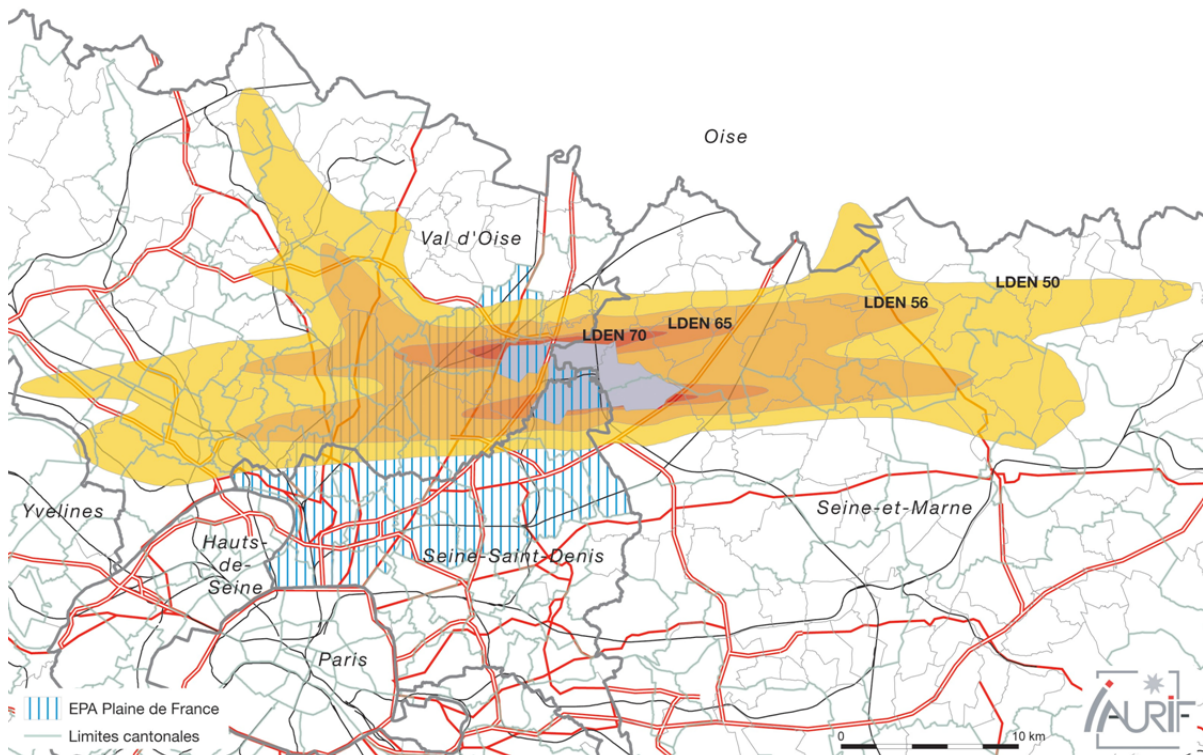 Oise
Val d'Oise
LDEN 50
LDEN 56
LDEN 65
LDEN 70
Yvelines
Seine-et-Marne
Hauts-
de-
Seine
Seine-Saint-Denis
Paris
EPA Plaine de France
Limites cantonales
0
10 km
IAURIF